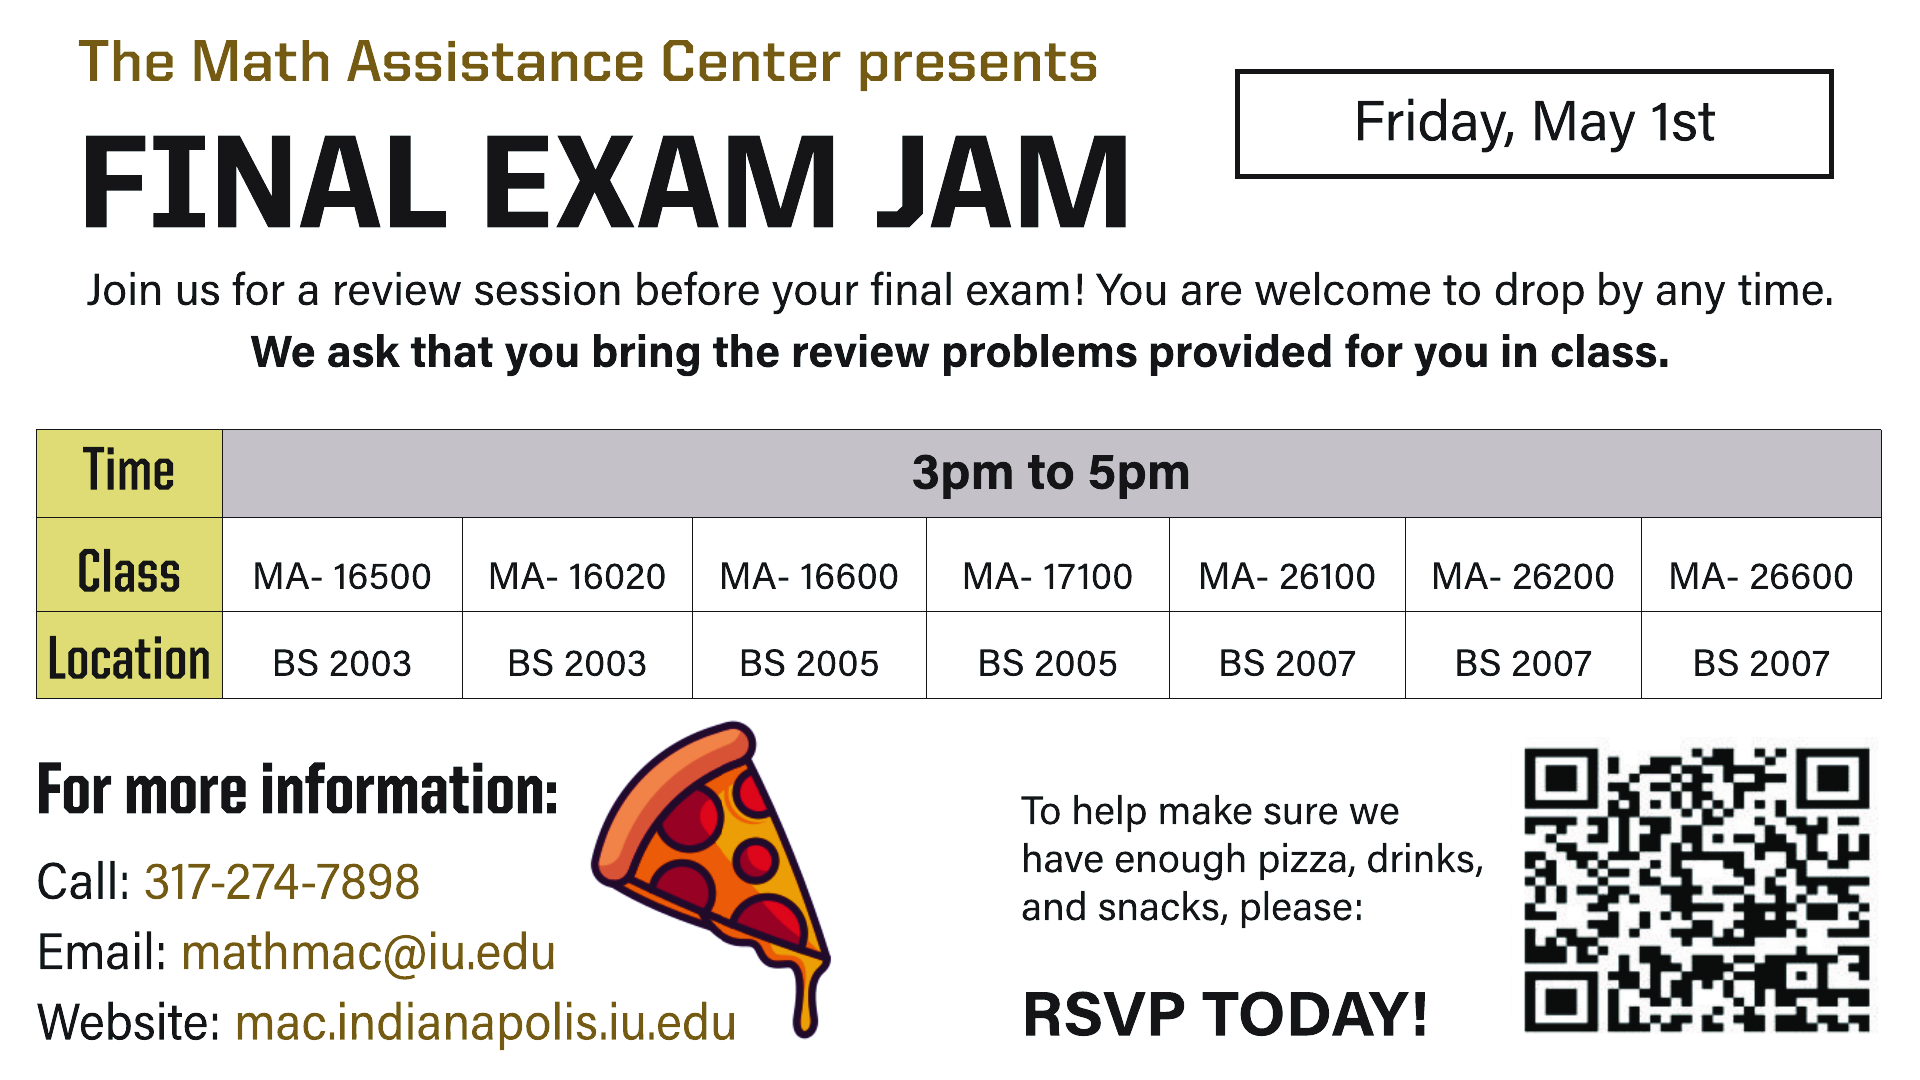 The Math Assistance Center presents
FINAL EXAM JAM
Friday, May 1st
Join us for a review session before your final exam! You are welcome to drop by any time.
We ask that you bring the review problems provided for you in class.
Time 3pm to 5pm
Class MA- 16500 MA- 16020 MA- 16600 MA- 17100 MA- 26100 MA- 26200 MA- 26600
Location BS 2003 BS 2003 BS 2005 BS 2005 BS 2007 BS 2007 BS 2007
For more information:
Call: 317-274-7898
Email: mathmac@iu.edu
Website: mac.indianapolis.iu.edu
To help make sure we
have enough pizza, drinks,
and snacks, please:
RSVP TODAY!